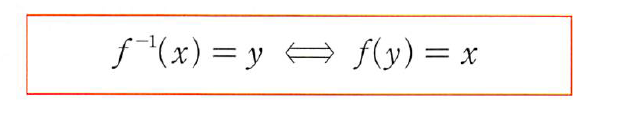 f⁻¹(x) = y ⟺ f(y) = x